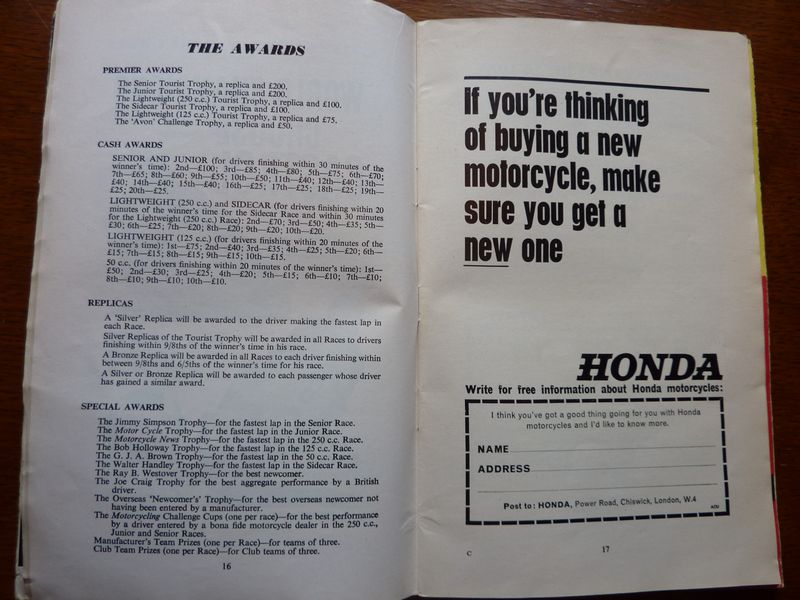 THE AWARDS
PREMIER AWARDS
The Senior Tourist Trophy, a replica and £200.
The Junior Tourist Trophy, a replica and £200.
The Lightweight (250 c.c.) Tourist Trophy, a replica and £100.
The Sidecar Tourist Trophy, a replica and £100.
The Lightweight (125 c.c.) Tourist Trophy, a replica and £75.
The 'Avon' Challenge Trophy, a replica and £50.
CASH AWARDS
SENIOR AND JUNIOR (for drivers finishing within 30 minutes of the
winner's time): 2nd—£100; 3rd—£85; 4th—£80; 5th—£75; 6th—£70;
7th—£65; 8th—£60; 9th—£55; 10th—£50; 11th—£40; 12th—£40; 13th—
£40; 14th—£40; 15th—£40; 16th—£25; 17th—£25; 18th—£25; 19th—
£25; 20th—£25.
LIGHTWEIGHT (250 c.c.) and SIDECAR (for drivers finishing within 20
minutes of the winner's time for the Sidecar Race and within 30 minutes
for the Lightweight (250 c.c.) Race): 2nd—£70; 3rd—£50; 4th—£35; 5th—
£30; 6th—£25; 7th—£20; 8th—£20; 9th—£20; 10th—£20.
LIGHTWEIGHT (125 c.c.) (for drivers finishing within 20 minutes of the
winner's time): 1st—£75; 2nd—£40; 3rd—£35; 4th—£25; 5th—£20; 6th—
£15; 7th—£15; 8th—£15; 9th—£15; 10th—£15.
50 c.c. (for drivers finishing within 20 minutes of the winner's time): 1st—
£50; 2nd—£30; 3rd—£25; 4th—£20; 5th—£15; 6th—£10; 7th—£10;
8th—£10; 9th—£10; 10th—£10.
REPLICAS
A 'Silver' Replica will be awarded to the driver making the fastest lap in
each Race.
Silver Replicas of the Tourist Trophy will be awarded in all Races to drivers
finishing within 9/8ths of the winner's time in his race.
A Bronze Replica will be awarded in all Races to each driver finishing within
between 9/8ths and 6/5ths of the winner's time for his race.
A Silver or Bronze Replica will be awarded to each passenger whose driver
has gained a similar award.
SPECIAL AWARDS
The Jimmy Simpson Trophy—for the fastest lap in the Senior Race.
The Motor Cycle Trophy—for the fastest lap in the Junior Race.
The Motorcycle News Trophy—for the fastest lap in the 250 c.c. Race.
The Bob Holloway Trophy—for the fastest lap in the 125 c.c. Race.
The G. J. A. Brown Trophy—for the fastest lap in the 50 c.c. Race.
The Walter Handley Trophy—for the fastest lap in the Sidecar Race.
The Ray B. Westover Trophy—for the best newcomer.
The Joe Craig Trophy for the best aggregate performance by a British
driver.
The Overseas 'Newcomer's' Trophy—for the best overseas newcomer not
having been entered by a manufacturer.
The Motorcycling Challenge Cups (one per race)—for the best performance
by a driver entered by a bona fide motorcycle dealer in the 250 c.c.,
Junior and Senior Races.
Manufacturer's Team Prizes (one per Race)—for teams of three.
Club Team Prizes (one per Race)—for Club teams of three.
16
If you're thinking
of buying a new
motorcycle, make
sure you get a
new one
HONDA
Write for free information about Honda motorcycles:
I think you've got a good thing going for you with Honda
motorcycles and I'd like to know more.
NAME
ADDRESS
Post to: HONDA, Power Road, Chiswick, London, W.4
C
17